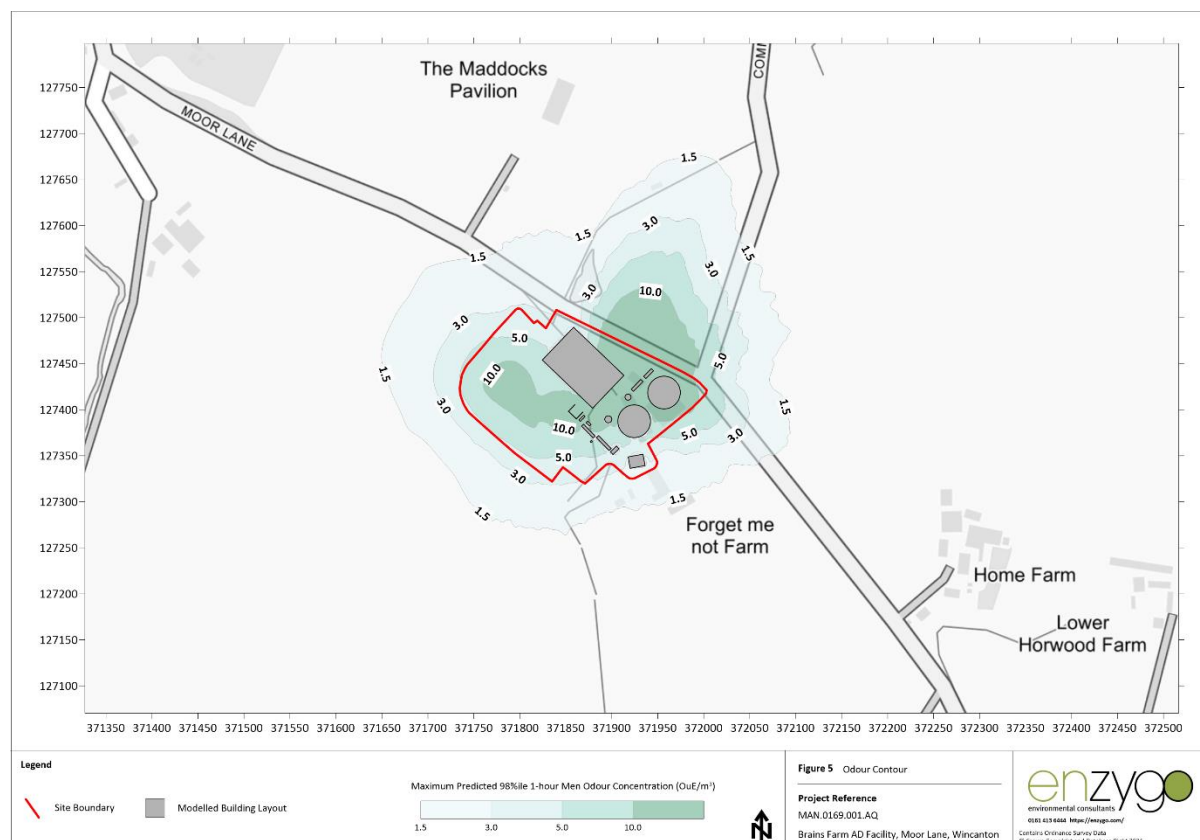 The Maddocks
Pavilion
COMM
MOOR LANE
127750
127700
127650
127600
127550
127500
127450
127400
127350
127300
127250
127200
127150
127100
1.5
3.0
1.5
1.5
1.5
3.0
10.0
3.0
3.0
5.0
5.0
10.0
1.5
3.0
1.5
10.0
5.0
3.0
5.0
3.0
1.5
1.5
Forget me
not Farm
Home Farm
Lower
Horwood Farm
371350 371400 371450 371500 371550 371600 371650 371700 371750 371800 371850 371900 371950 372000 372050 372100 372150 372200 372250 372300 372350 372400 372450 372500
Legend
Site Boundary
Modelled Building Layout
Maximum Predicted 98%ile 1-hour Men Odour Concentration (OuE/m³)
1.5 3.0 5.0 10.0
N
Figure 5 Odour Contour
Project Reference
MAN.0169.001.AQ
Brains Farm AD Facility, Moor Lane, Wincanton
enzygo
environmental consultants
0161 413 6444 https://enzygo.com/
Contains Ordnance Survey Data